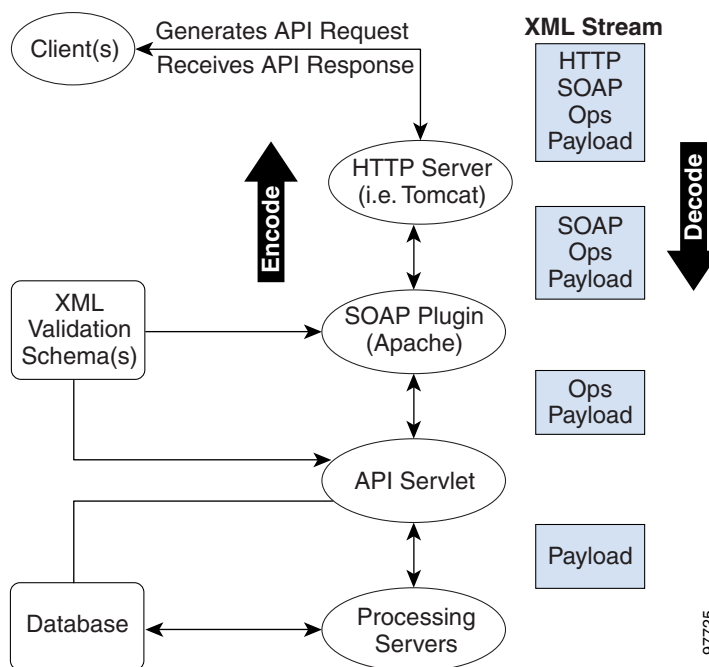 Client(s)
Generates API Request
Receives API Response
XML Stream
HTTP
SOAP
Ops
Payload
HTTP Server
(i.e. Tomcat)
Encode
Decode
SOAP
Ops
Payload
XML
Validation
Schema(s)
SOAP Plugin
(Apache)
Ops
Payload
API Servlet
Payload
Database
Processing
Servers
97725